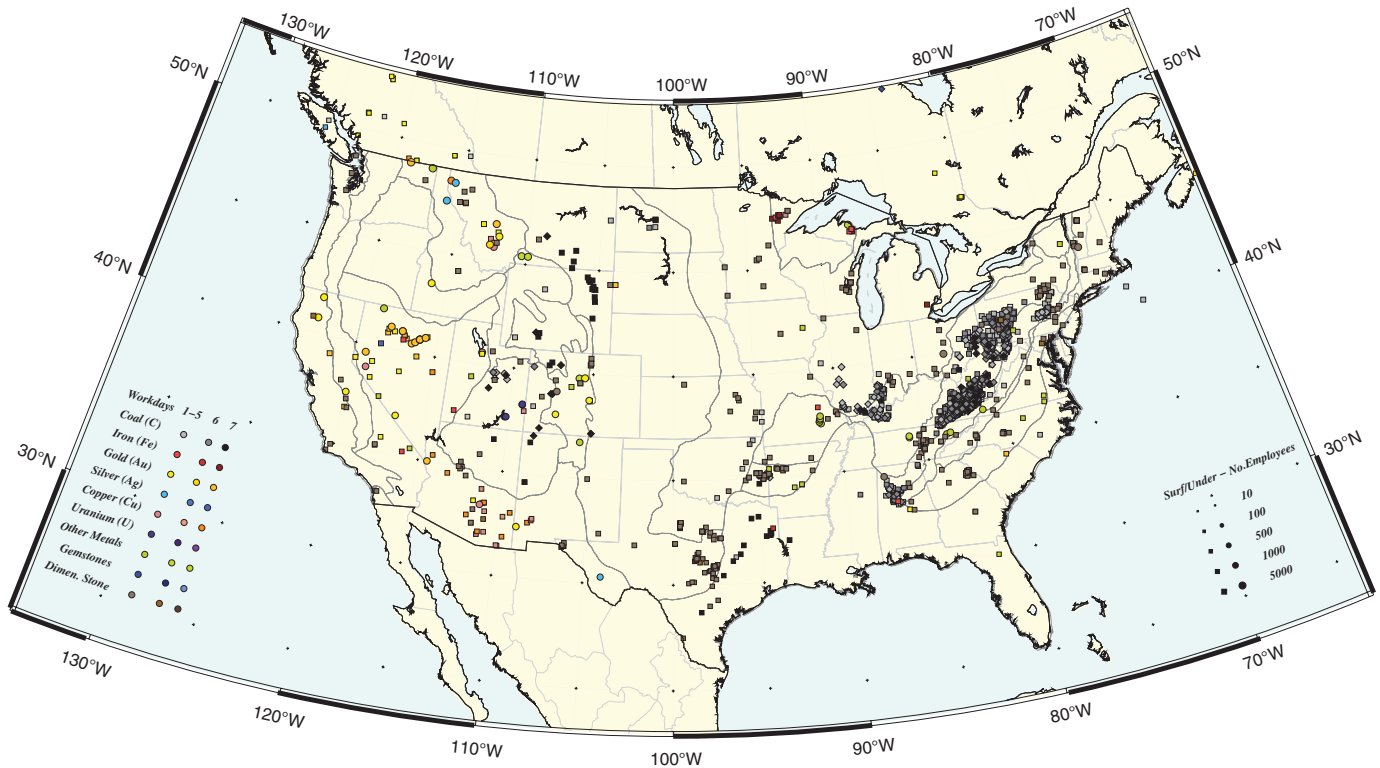 130°W
120°W
110°W
100°W
90°W
80°W
70°W
50°N
50°N
40°N
40°N
30°N
30°N
Workdays 1–5 6 7
Coal (C)
Iron (Fe)
Gold (Au)
Silver (Ag)
Copper (Cu)
Uranium (U)
Other Metals
Gemstones
Dimen. Stone
Surf/Under – No.Employees
10
100
500
1000
5000
130°W
120°W
110°W
100°W
90°W
80°W
70°W